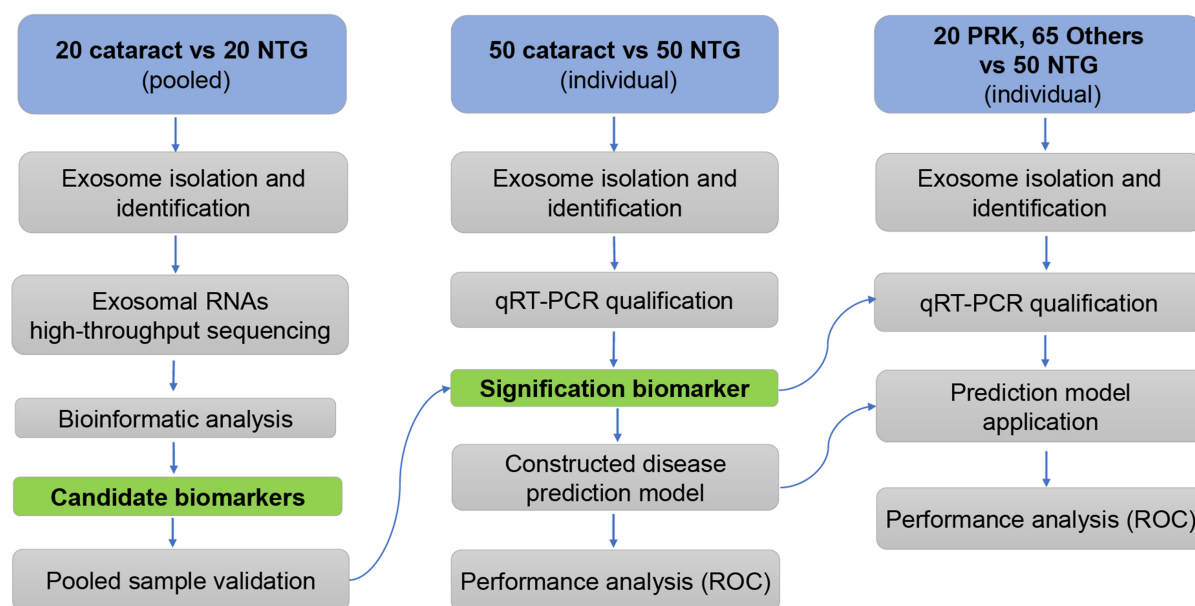 20 cataract vs 20 NTG
(pooled)
Exosome isolation and
identification
Exosomal RNAs
high-throughput sequencing
Bioinformatic analysis
Candidate biomarkers
Pooled sample validation
50 cataract vs 50 NTG
(individual)
Exosome isolation and
identification
qRT-PCR qualification
Signification biomarker
Constructed disease
prediction model
Performance analysis (ROC)
20 PRK, 65 Others
vs 50 NTG
(individual)
Exosome isolation and
identification
qRT-PCR qualification
Prediction model
application
Performance analysis (ROC)